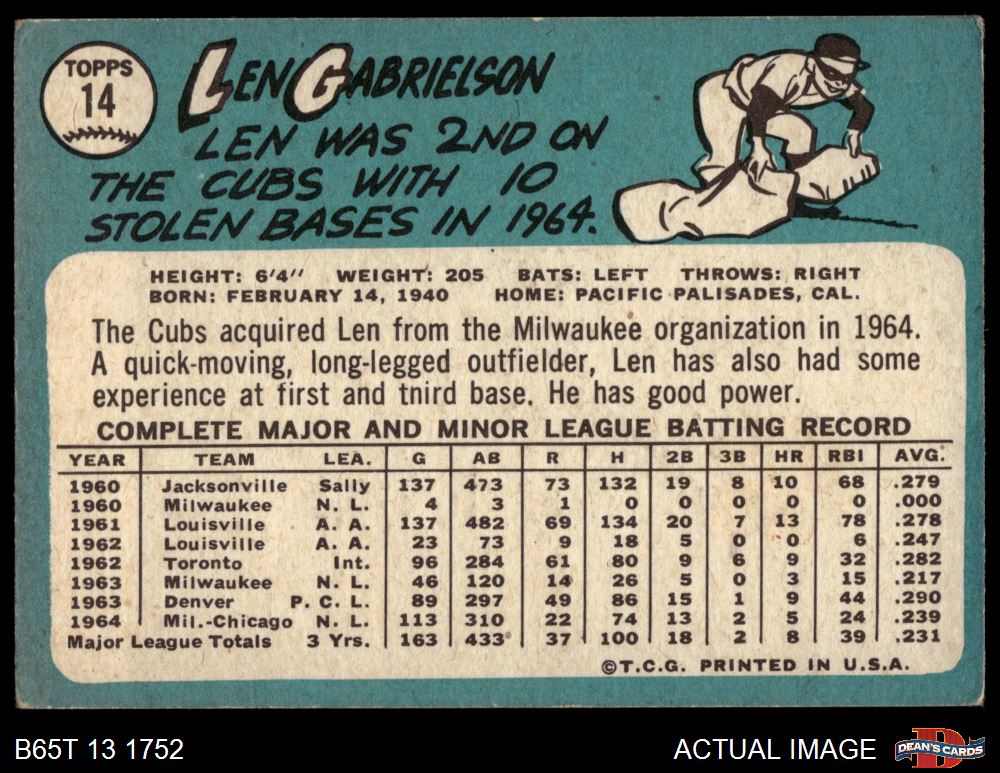 TOPPS
14
LEN GABRIELSON
LEN WAS 2ND ON
THE CUBS WITH 10
STOLEN BASES IN 1964.
HEIGHT: 6'4" WEIGHT: 205 BATS: LEFT THROWS: RIGHT
BORN: FEBRUARY 14, 1940 HOME: PACIFIC PALISADES, CAL.
The Cubs acquired Len from the Milwaukee organization in 1964.
A quick-moving, long-legged outfielder, Len has also had some
experience at first and tnird base. He has good power.
COMPLETE MAJOR AND MINOR LEAGUE BATTING RECORD
YEAR TEAM LEA. G AB R H 2B 3B HR RBI AVG.
1960 Jacksonville Sally 137 473 73 132 19 8 10 68 .279
1960 Milwaukee N. L. 4 3 1 0 0 0 0 0 .000
1961 Louisville A. A. 137 482 69 134 20 7 13 78 .278
1962 Louisville A. A. 23 73 9 18 5 0 0 6 .247
1962 Toronto Int. 96 284 61 80 9 6 9 32 .282
1963 Milwaukee N. L. 46 120 14 26 5 0 3 15 .217
1963 Denver P. C. L. 89 297 49 86 15 1 9 44 .290
1964 Mil.-Chicago N. L. 113 310 22 74 13 2 5 24 .239
Major League Totals 3 Yrs. 163 433 37 100 18 2 8 39 .231
©T.C.G. PRINTED IN U.S.A.
B65T 13 1752 ACTUAL IMAGE DEAN'S CARDS